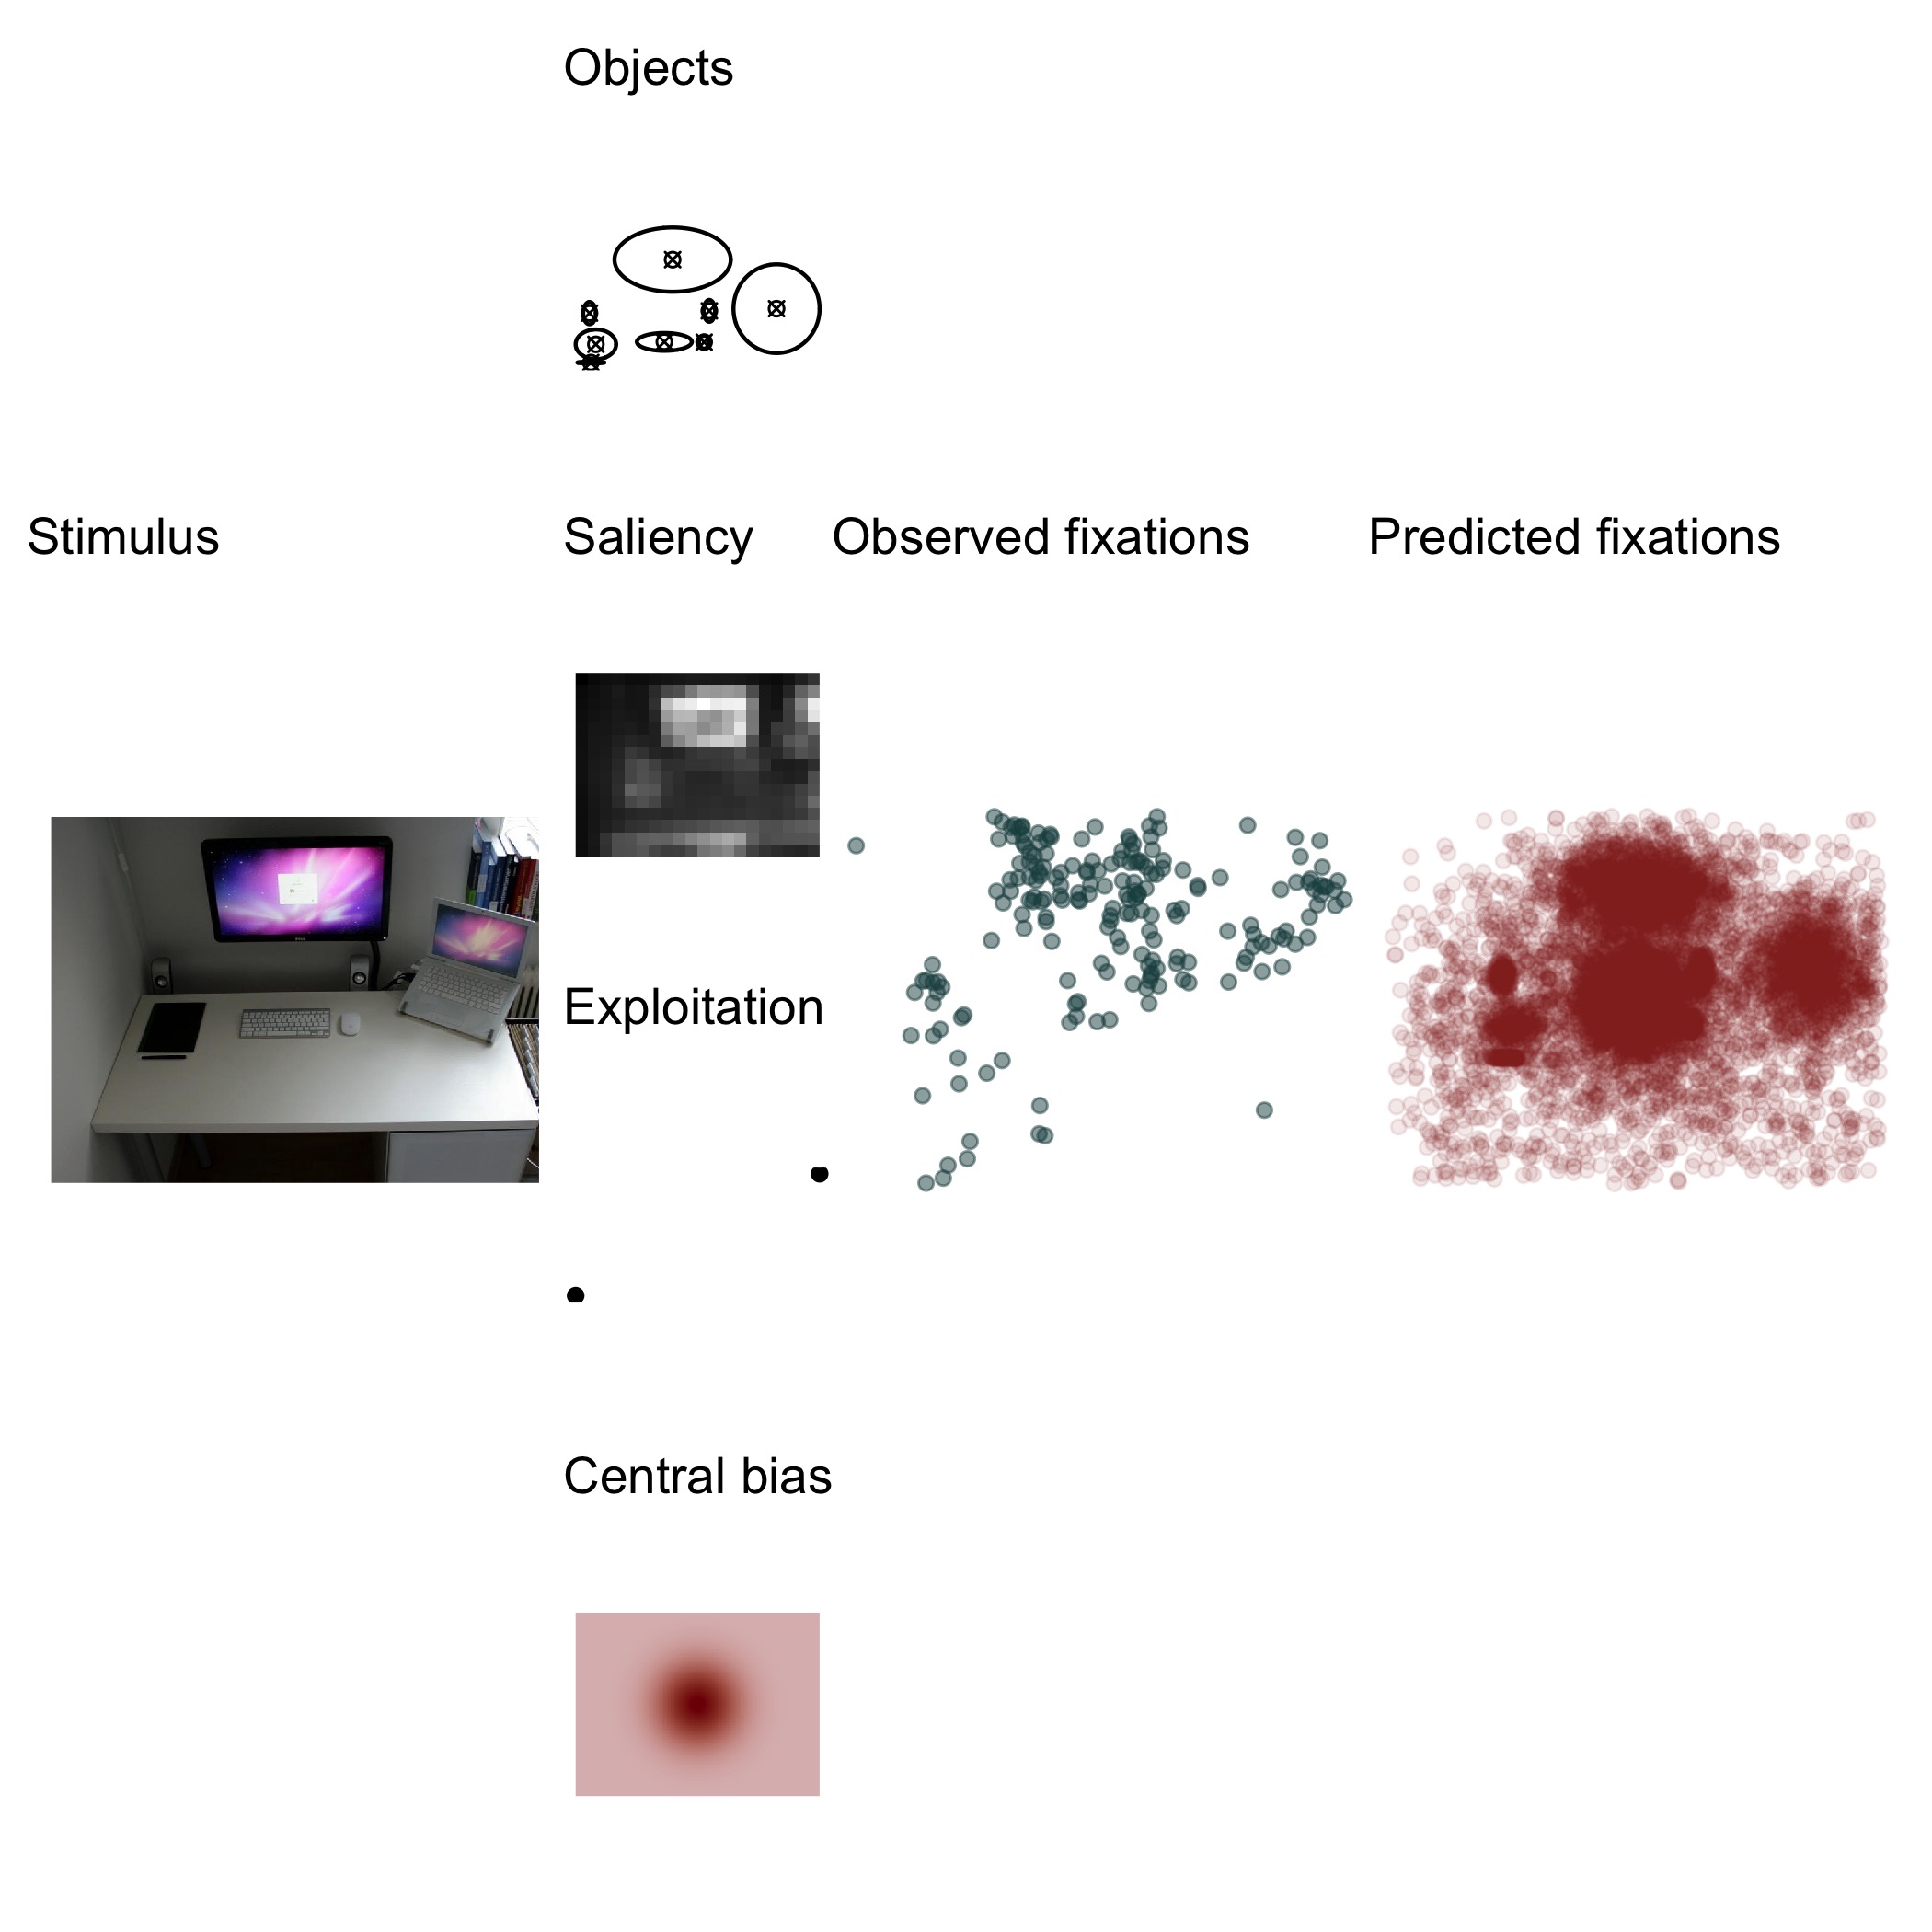 Objects
Stimulus
Saliency
Observed fixations
Predicted fixations
Exploitation
Central bias